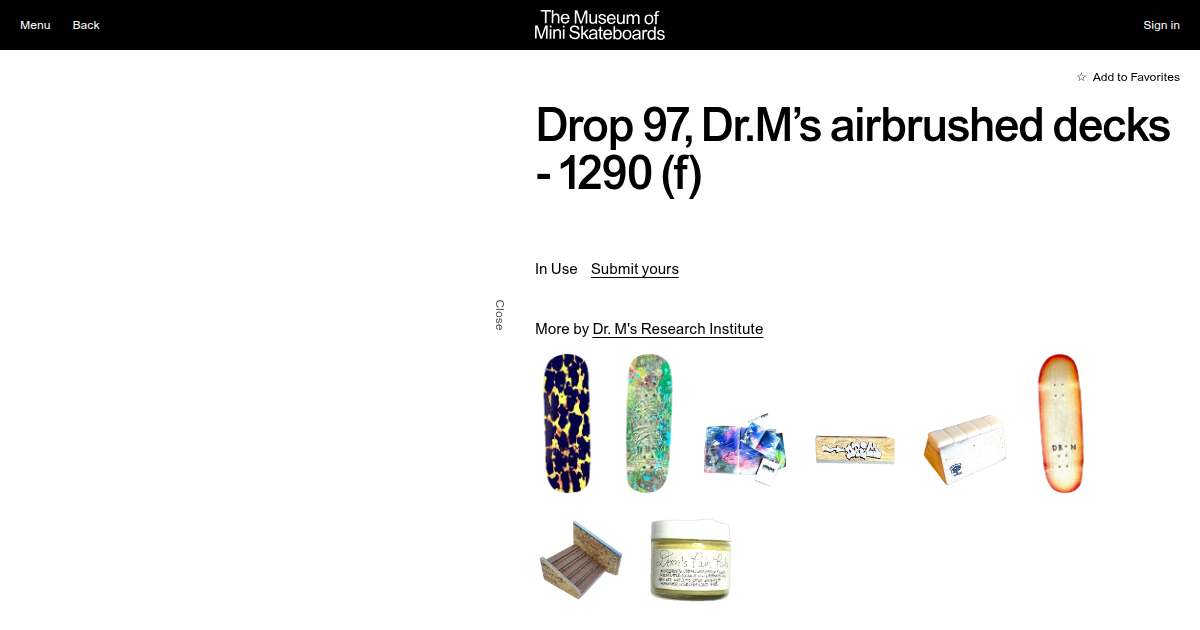 Menu
Back
The Museum of
Mini Skateboards
Sign in
☆ Add to Favorites
Drop 97, Dr.M’s airbrushed decks
- 1290 (f)
In Use
Submit yours
Close
More by Dr. M's Research Institute
DR M